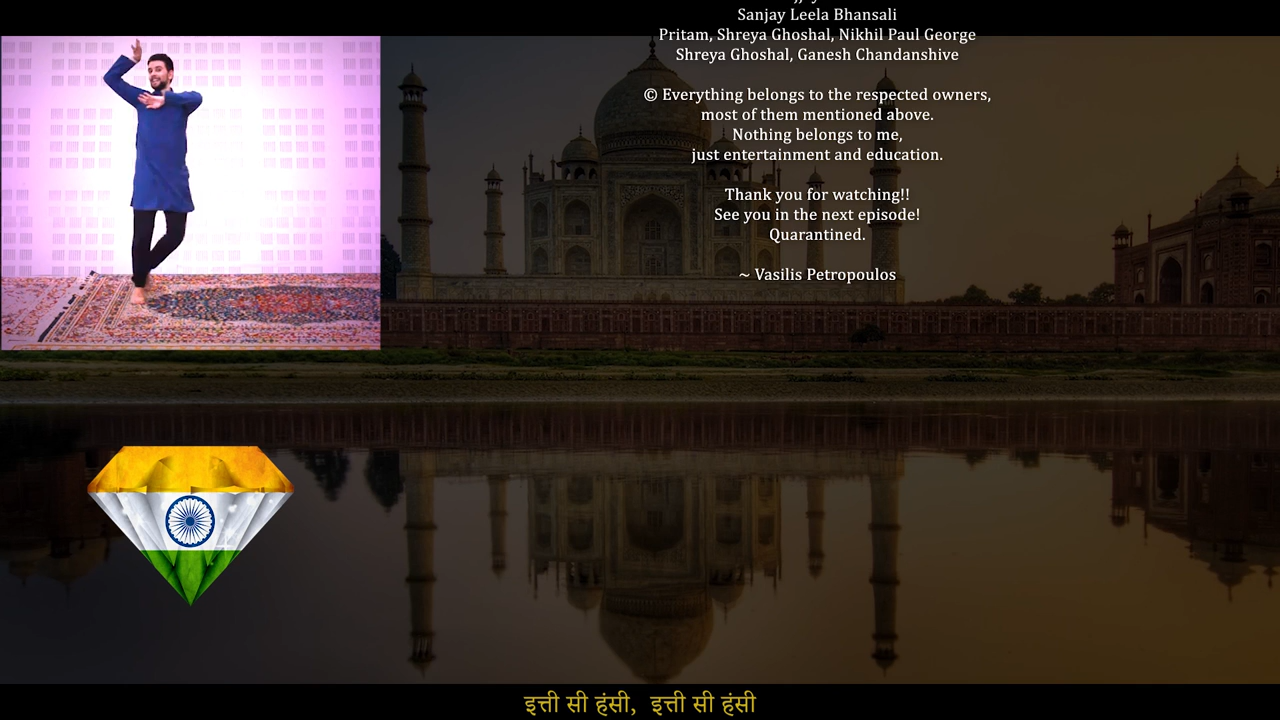 Sanjay Leela Bhansali
Pritam, Shreya Ghoshal, Nikhil Paul George
Shreya Ghoshal, Ganesh Chandanshive
© Everything belongs to the respected owners,
most of them mentioned above.
Nothing belongs to me,
just entertainment and education.
Thank you for watching!!
See you in the next episode!
Quarantined.
~ Vasilis Petropoulos
इत्ती सी हंसी, इत्ती सी हंसी